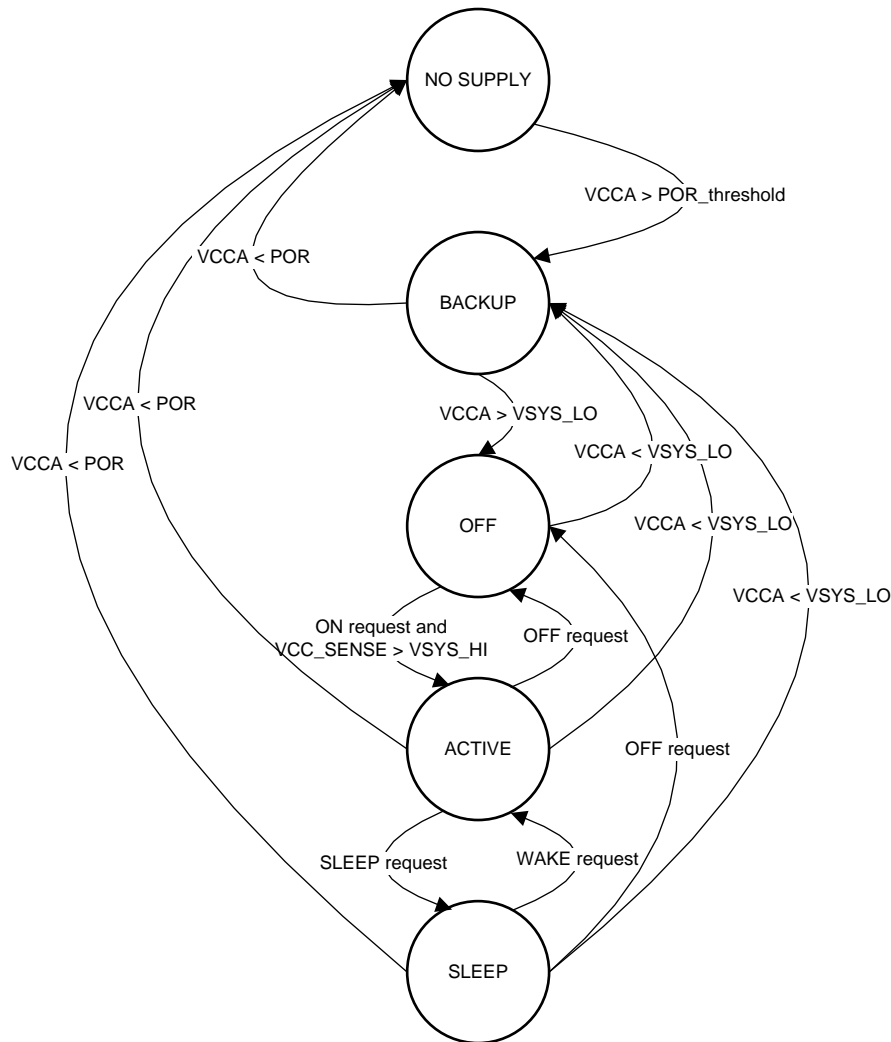 NO SUPPLY
VCCA > POR_threshold
VCCA < POR
BACKUP
VCCA < POR
VCCA > VSYS_LO
VCCA < VSYS_LO
VCCA < POR
OFF
VCCA < VSYS_LO
VCCA < VSYS_LO
ON request and
VCC_SENSE > VSYS_HI
OFF request
ACTIVE
OFF request
SLEEP request
WAKE request
SLEEP